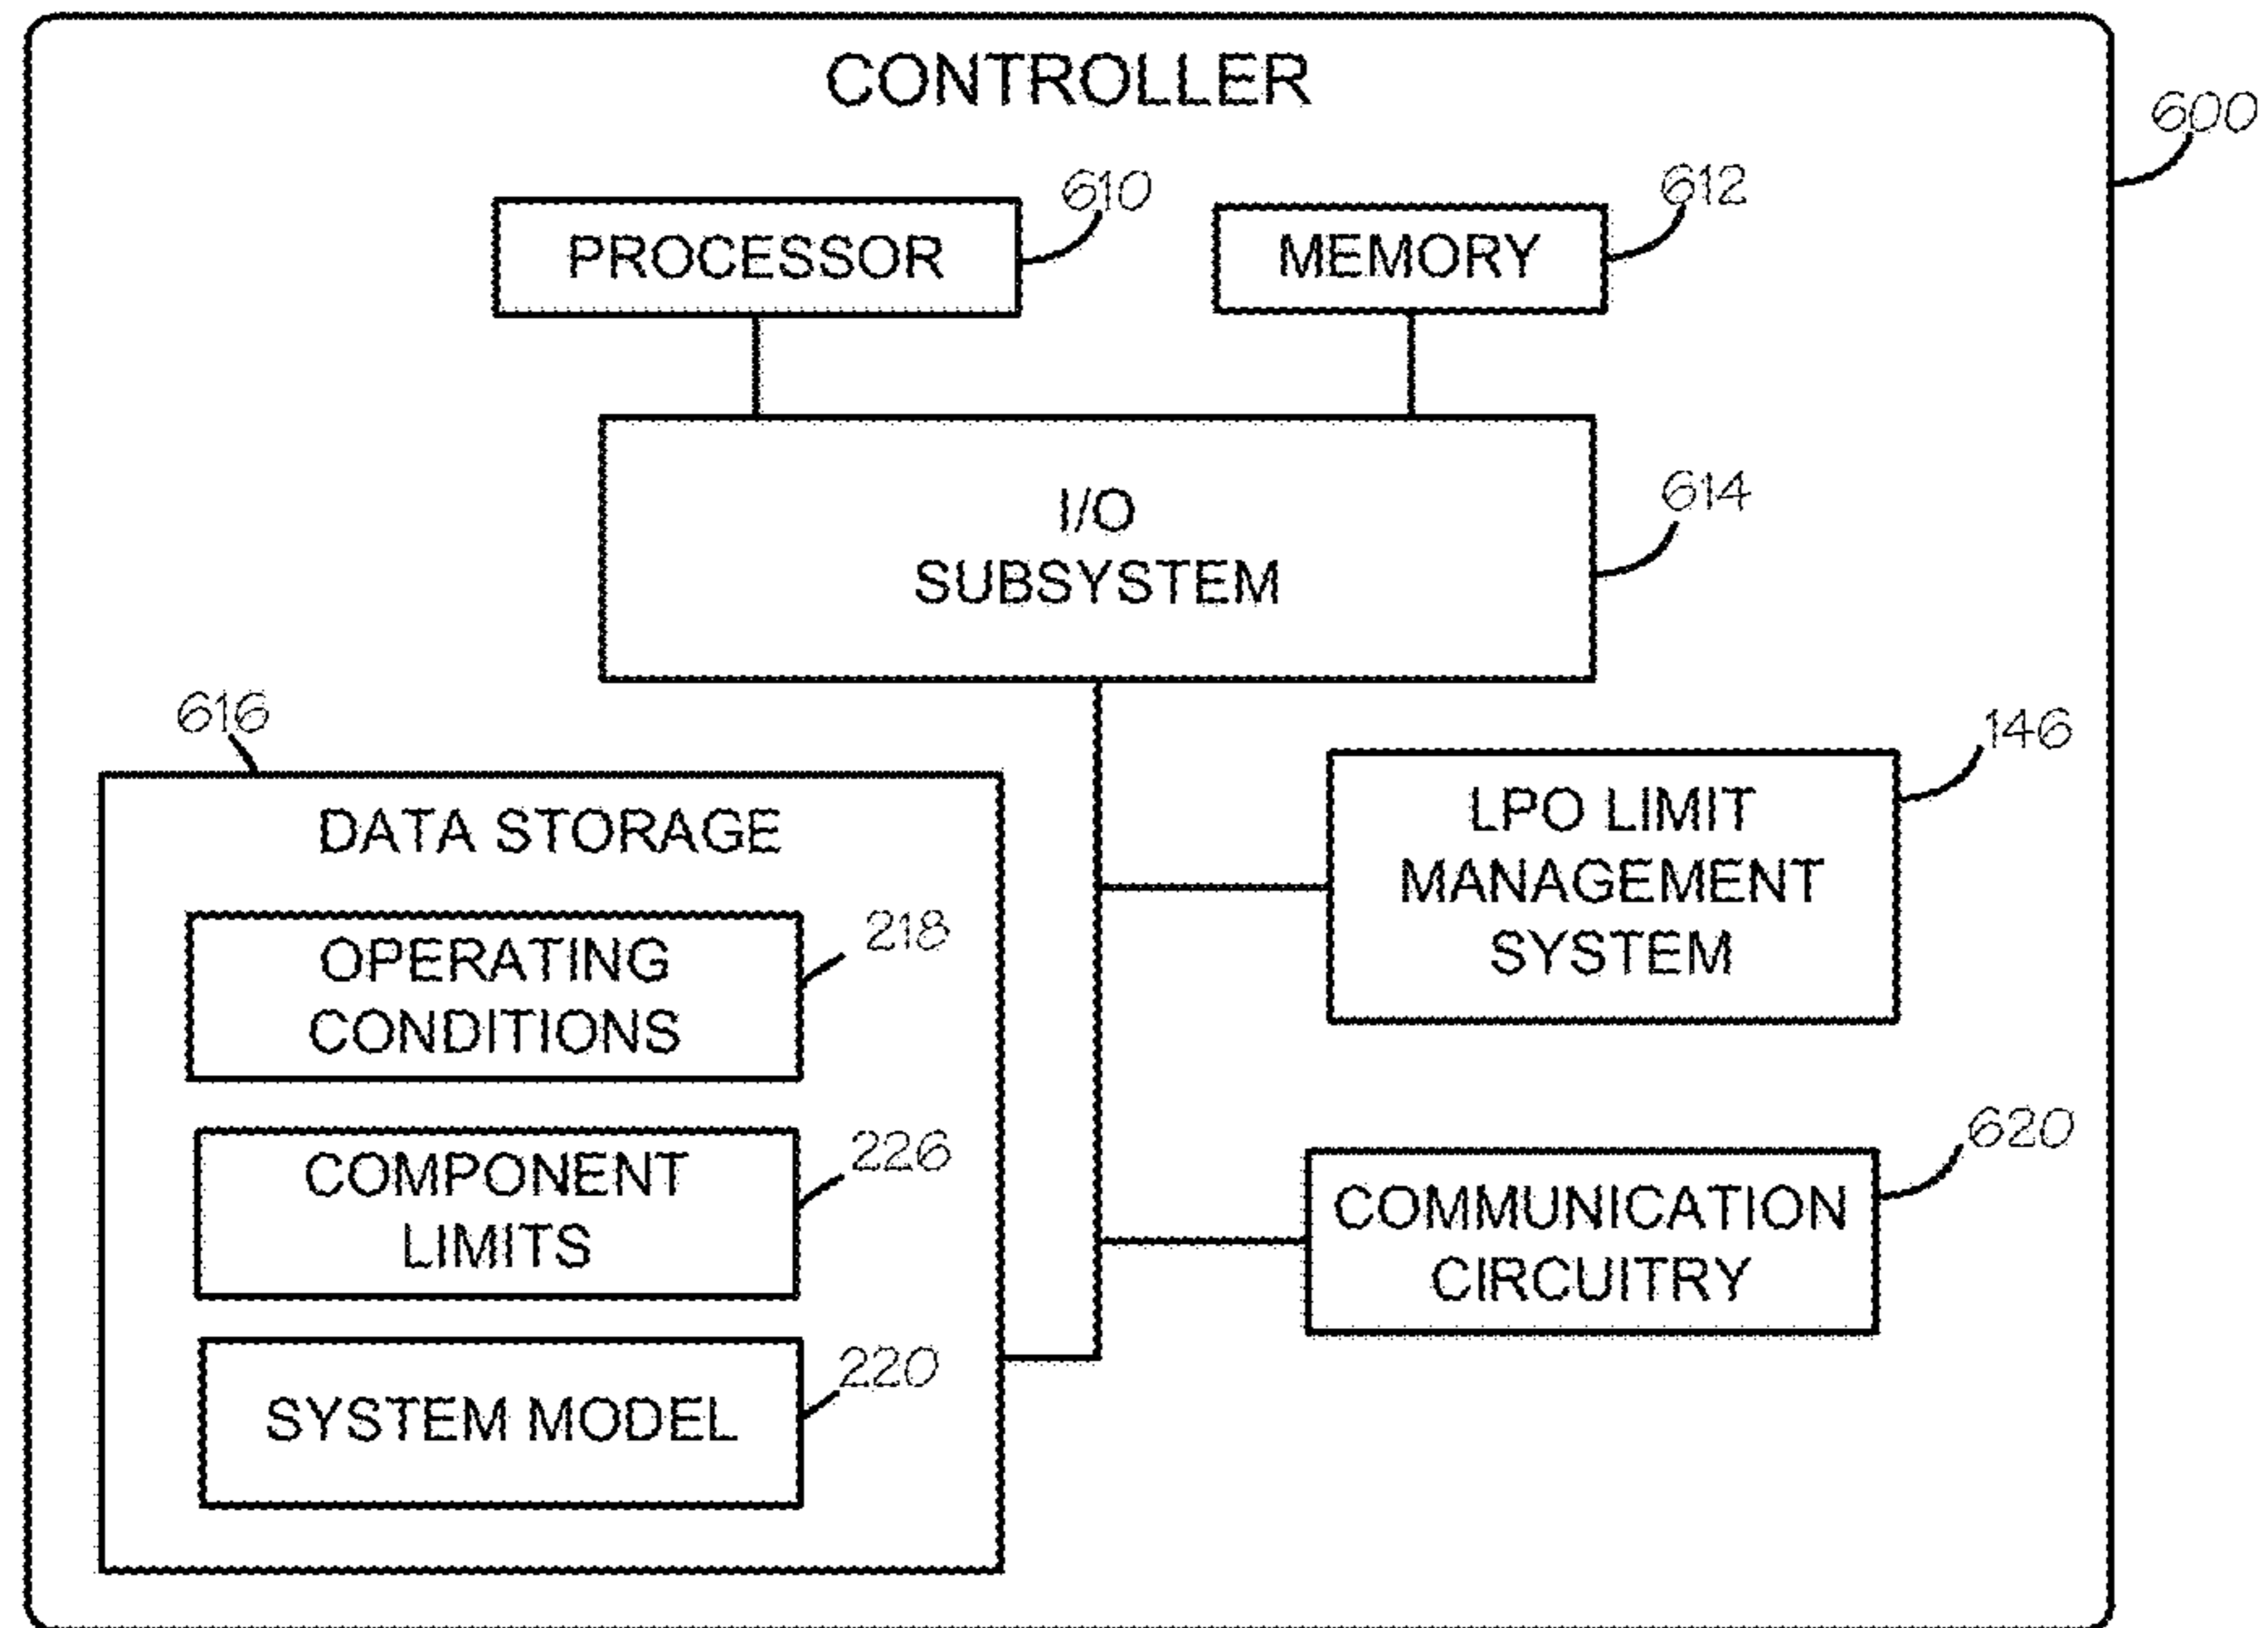 CONTROLLER
600
610
612
PROCESSOR
MEMORY
I/O
SUBSYSTEM
614
616
146
DATA STORAGE
LPO LIMIT
MANAGEMENT
SYSTEM
218
OPERATING
CONDITIONS
226
COMPONENT
LIMITS
620
COMMUNICATION
CIRCUITRY
220
SYSTEM MODEL